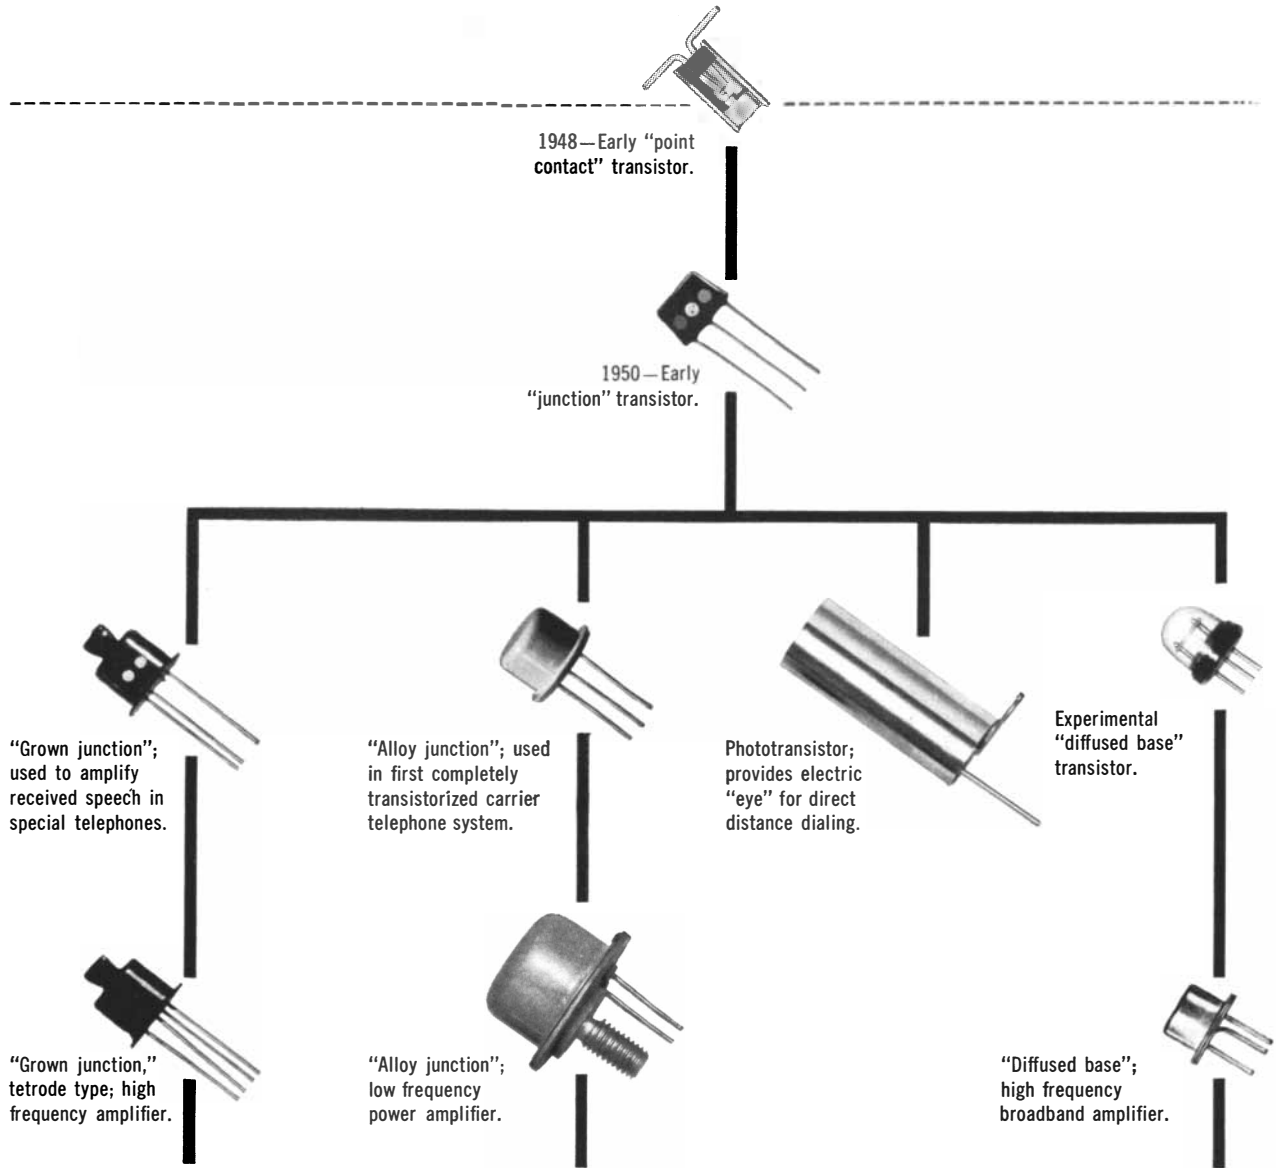 1948—Early “point
contact” transistor.
1950—Early
“junction” transistor.
“Grown junction”;
used to amplify
received speech in
special telephones.
“Alloy junction”; used
in first completely
transistorized carrier
telephone system.
Phototransistor;
provides electric
“eye” for direct
distance dialing.
Experimental
“diffused base”
transistor.
“Grown junction,”
tetrode type; high
frequency amplifier.
“Alloy junction”;
low frequency
power amplifier.
“Diffused base”;
high frequency
broadband amplifier.